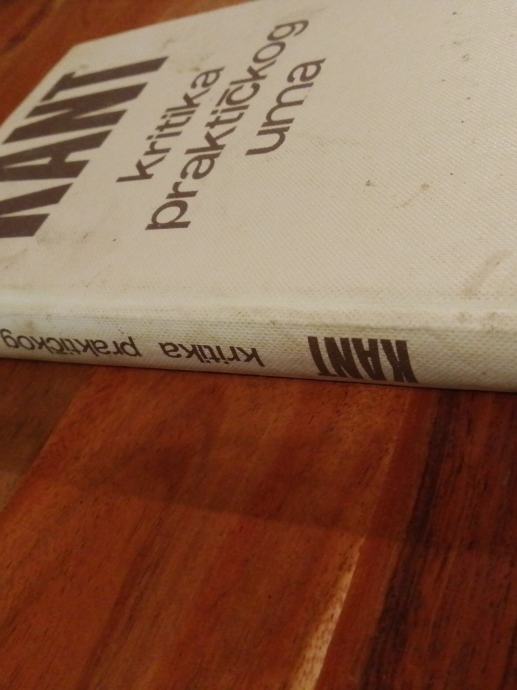 KANT
kritika
praktičkog
uma
KANT kritika praktičkog